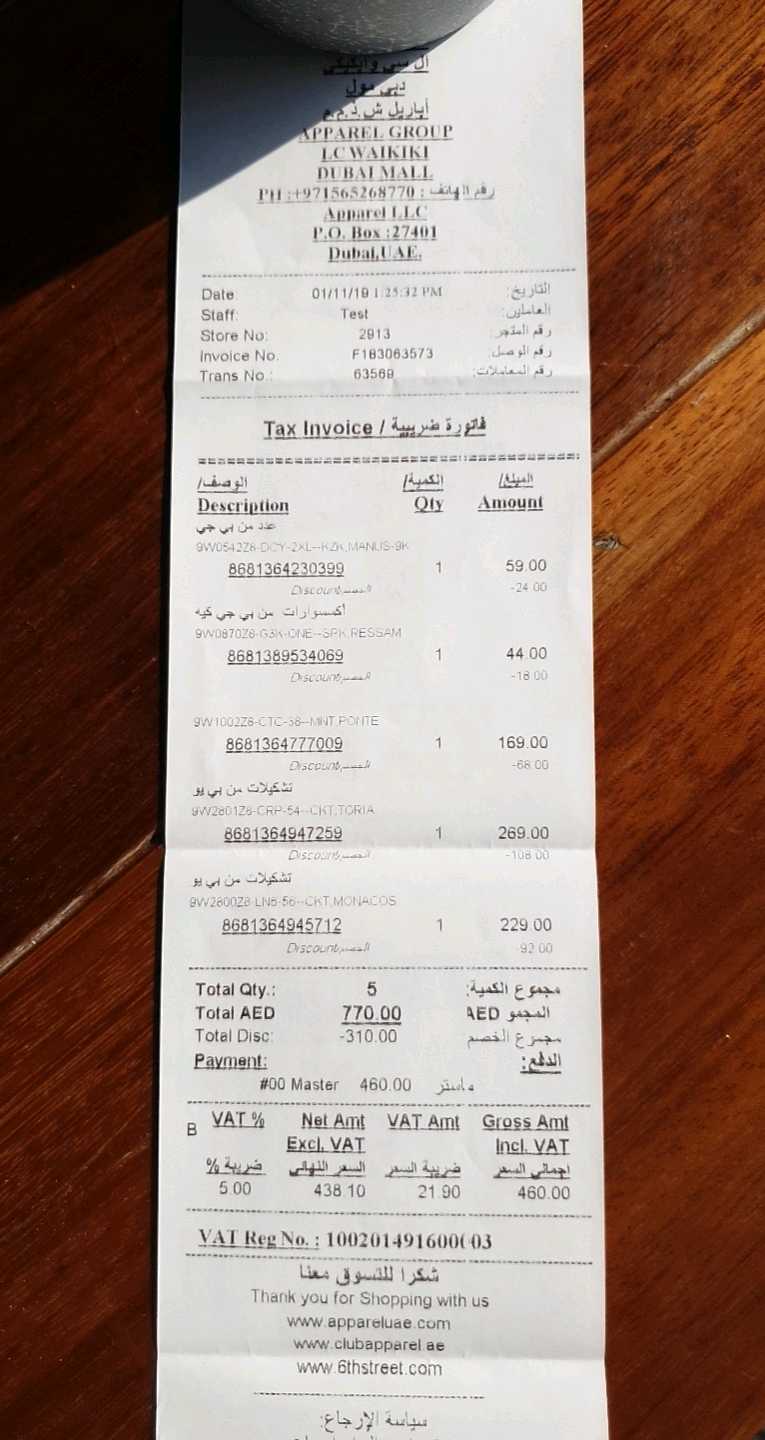 ال سي وايكيكي
دبي مول
أباريل ش.ذ.م.م
APPAREL GROUP
LC WAIKIKI
DUBAI MALL
PH :+971565268770 : رقم الهاتف
Apparel LLC
P.O. Box :27401
Dubai,UAE.
Date: 01/11/19 1:25:32 PM التاريخ:
Staff: Test العاملين:
Store No: 2913 رقم المتجر:
Invoice No. F183063573 رقم الوصل:
Trans No.: 63569 رقم المعاملات:
Tax Invoice / فاتورة ضريبية
الوصف/ الكمية/ المبلغ/
Description Qty Amount
عدد من بي جي
9W0542Z8-DCY-2XL--KZK,MANUS-9K
8681364230399 1 59.00
Discount الخصم -24.00
أكسسوارات من بي جي كيه
9W0870Z8-G3K-ONE--SPK,RESSAM
8681389534069 1 44.00
Discount الخصم -18.00
9W1002Z8-CTC-38--MNT,PONTE
8681364777009 1 169.00
Discount الخصم -68.00
تشكيلات من بي يو
9W2801Z8-CRP-54--CKT,TORIA
8681364947259 1 269.00
Discount الخصم -108.00
تشكيلات من بي يو
9W2800Z8-LN6-56--CKT,MONACOS
8681364945712 1 229.00
Discount الخصم -92.00
Total Qty.: 5 مجموع الكمية:
Total AED 770.00 المجمو AED
Total Disc: -310.00 مجموع الخصم
Payment: الدفع:
#00 Master 460.00 ماستر
B VAT % Net Amt VAT Amt Gross Amt
Excl. VAT Incl. VAT
ضريبة % السعر النهائي ضريبة السعر اجمالي السعر
5.00 438.10 21.90 460.00
VAT Reg No. : 100201491600003
شكرا للتسوق معنا
Thank you for Shopping with us
www.appareluae.com
www.clubapparel.ae
www.6thstreet.com
سياسة الإرجاع: